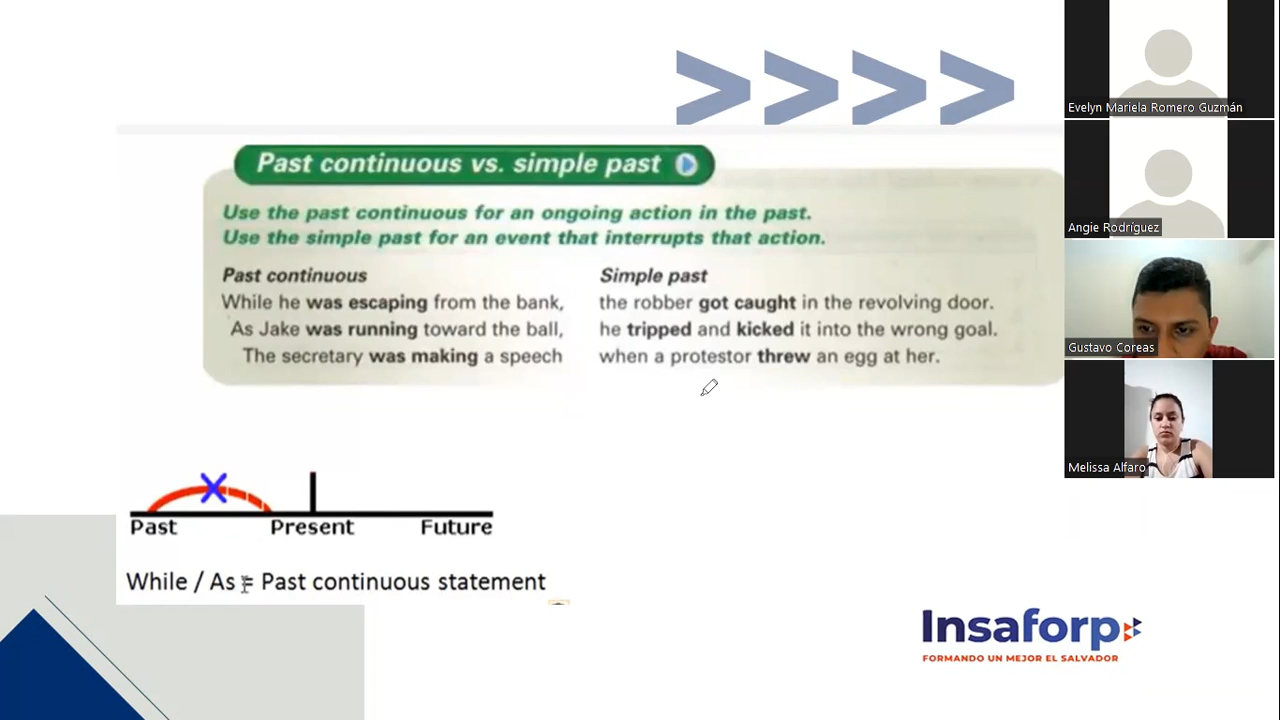 Past continuous vs. simple past
Use the past continuous for an ongoing action in the past.
Use the simple past for an event that interrupts that action.
Past continuous
While he was escaping from the bank,
As Jake was running toward the ball,
The secretary was making a speech
Simple past
the robber got caught in the revolving door.
he tripped and kicked it into the wrong goal.
when a protestor threw an egg at her.
Past Present Future
While / As = Past continuous statement
Insaforp
FORMANDO UN MEJOR EL SALVADOR
Evelyn Mariela Romero Guzmán
Angie Rodríguez
Gustavo Coreas
Melissa Alfaro